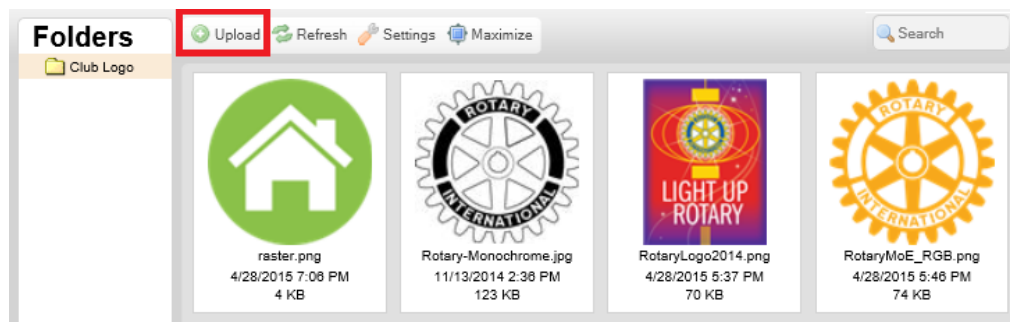 Folders
Club Logo
Upload Refresh Settings Maximize
Search
ROTARY
INTERNATIONAL
LIGHT UP
ROTARY
ROTARY
INTERNATIONAL
raster.png
4/28/2015 7:06 PM
4 KB
Rotary-Monochrome.jpg
11/13/2014 2:36 PM
123 KB
RotaryLogo2014.png
4/28/2015 5:37 PM
70 KB
RotaryMoE_RGB.png
4/28/2015 5:46 PM
74 KB